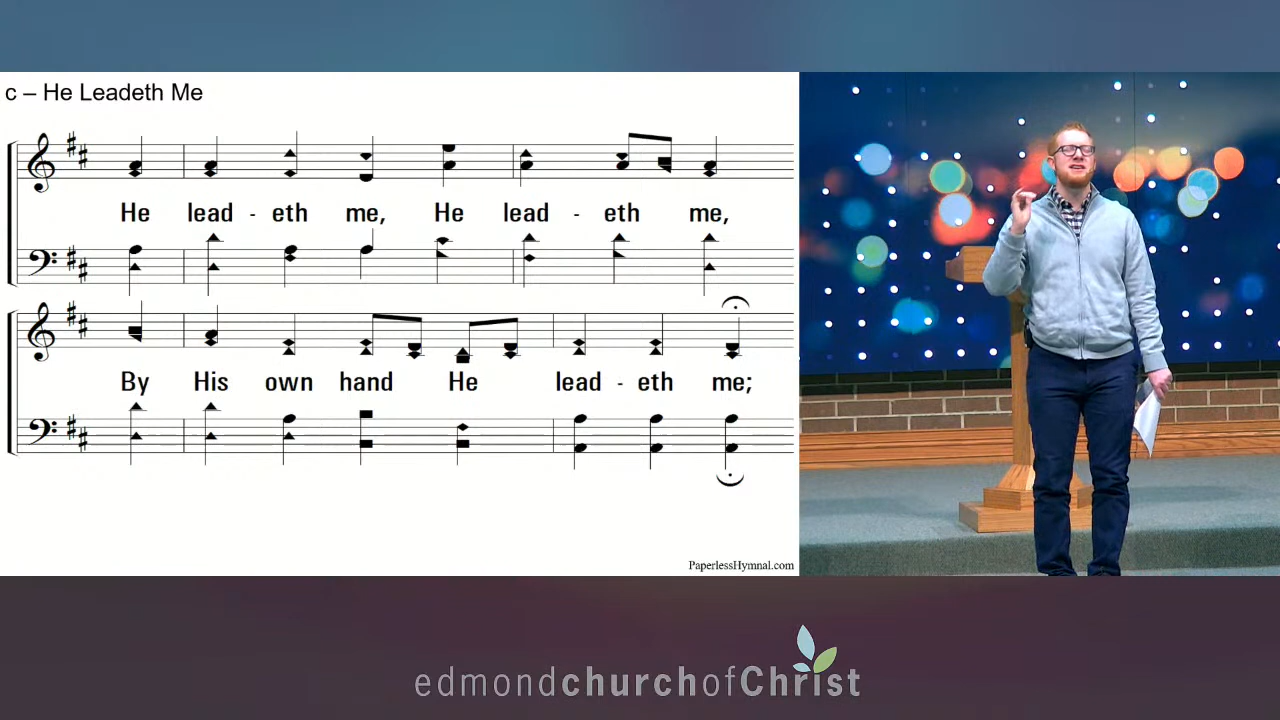 c – He Leadeth Me
He lead - eth me, He lead - eth me,
By His own hand He lead - eth me;
PaperlessHymnal.com
edmondchurchofChrist